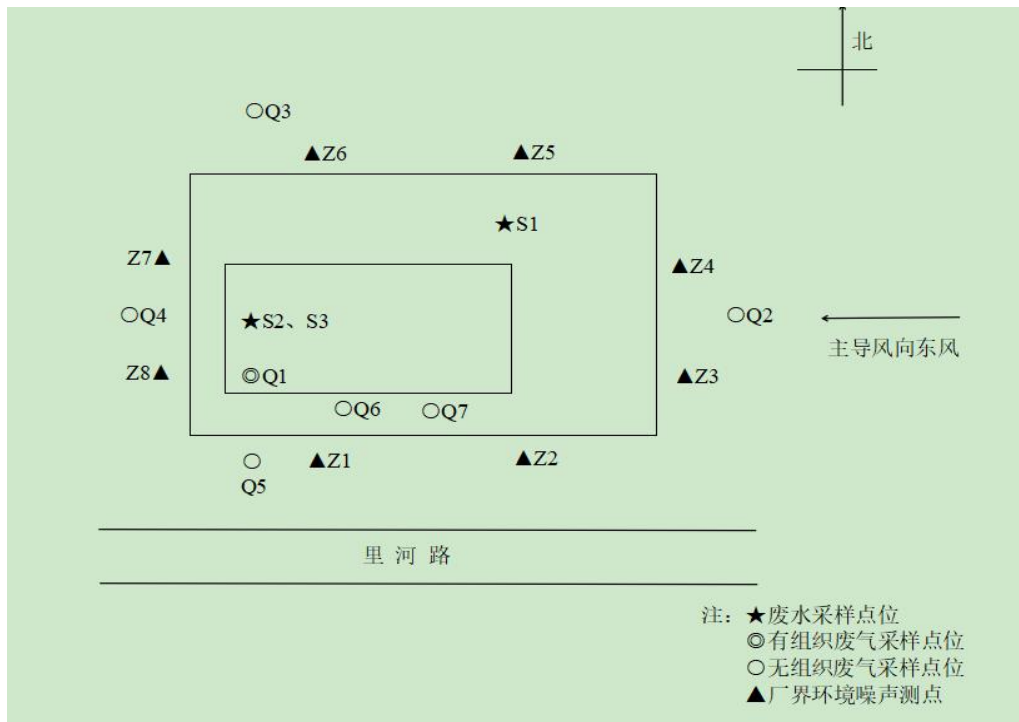 北
○Q3
▲Z6
▲Z5
★S1
Z7▲
▲Z4
○Q4
★S2、S3
○Q2
主导风向东风
Z8▲
◎Q1
▲Z3
○Q6
○Q7
○
Q5
▲Z1
▲Z2
里河路
注：★废水采样点位
◎有组织废气采样点位
○无组织废气采样点位
▲厂界环境噪声测点